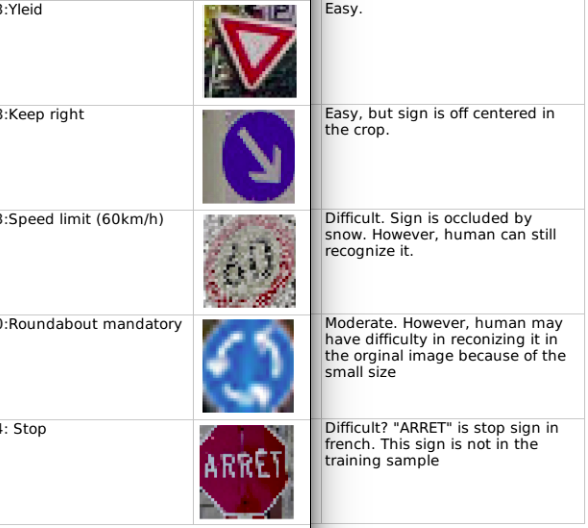 3:Yleid
Easy.
3:Keep right
Easy, but sign is off centered in
the crop.
3:Speed limit (60km/h)
60
Difficult. Sign is occluded by
snow. However, human can still
recognize it.
0:Roundabout mandatory
Moderate. However, human may
have difficulty in reconizing it in
the orginal image because of the
small size
4: Stop
ARRET
Difficult? "ARRET" is stop sign in
french. This sign is not in the
training sample